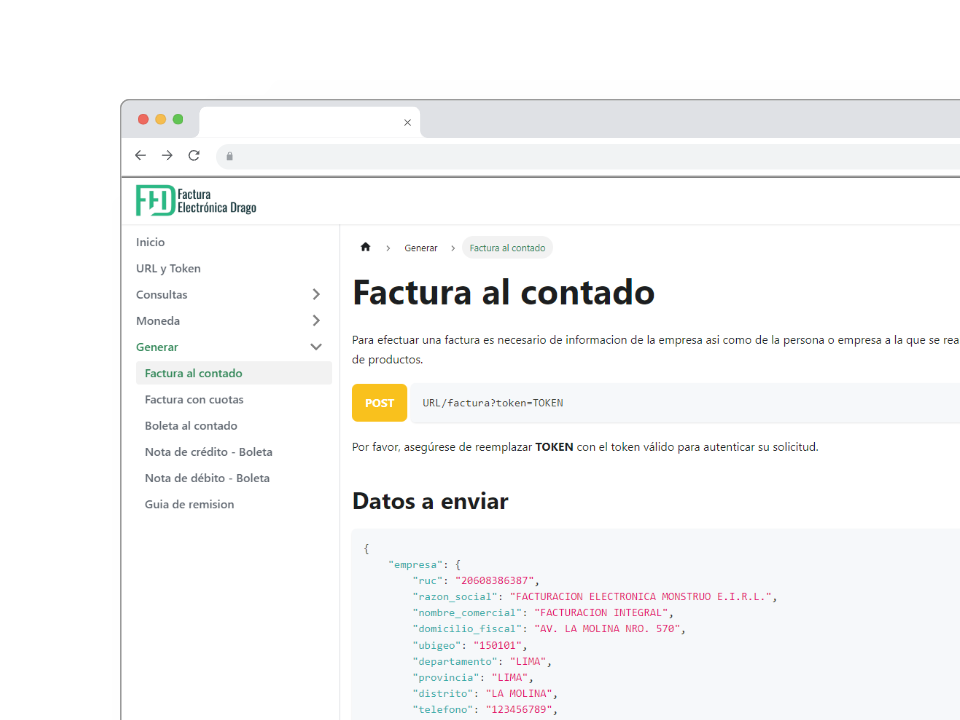 Factura
Electrónica Drago
Inicio
URL y Token
Consultas
Moneda
Generar
Factura al contado
Factura con cuotas
Boleta al contado
Nota de crédito - Boleta
Nota de débito - Boleta
Guia de remision
Generar
Factura al contado
Factura al contado
Para efectuar una factura es necesario de informacion de la empresa asi como de la persona o empresa a la que se rea
de productos.
POST URL/factura?token=TOKEN
Por favor, asegúrese de reemplazar TOKEN con el token válido para autenticar su solicitud.
Datos a enviar
{
"empresa": {
"ruc": "20608386387",
"razon_social": "FACTURACION ELECTRONICA MONSTRUO E.I.R.L.",
"nombre_comercial": "FACTURACION INTEGRAL",
"domicilio_fiscal": "AV. LA MOLINA NRO. 570",
"ubigeo": "150101",
"departamento": "LIMA",
"provincia": "LIMA",
"distrito": "LA MOLINA",
"telefono": "123456789",